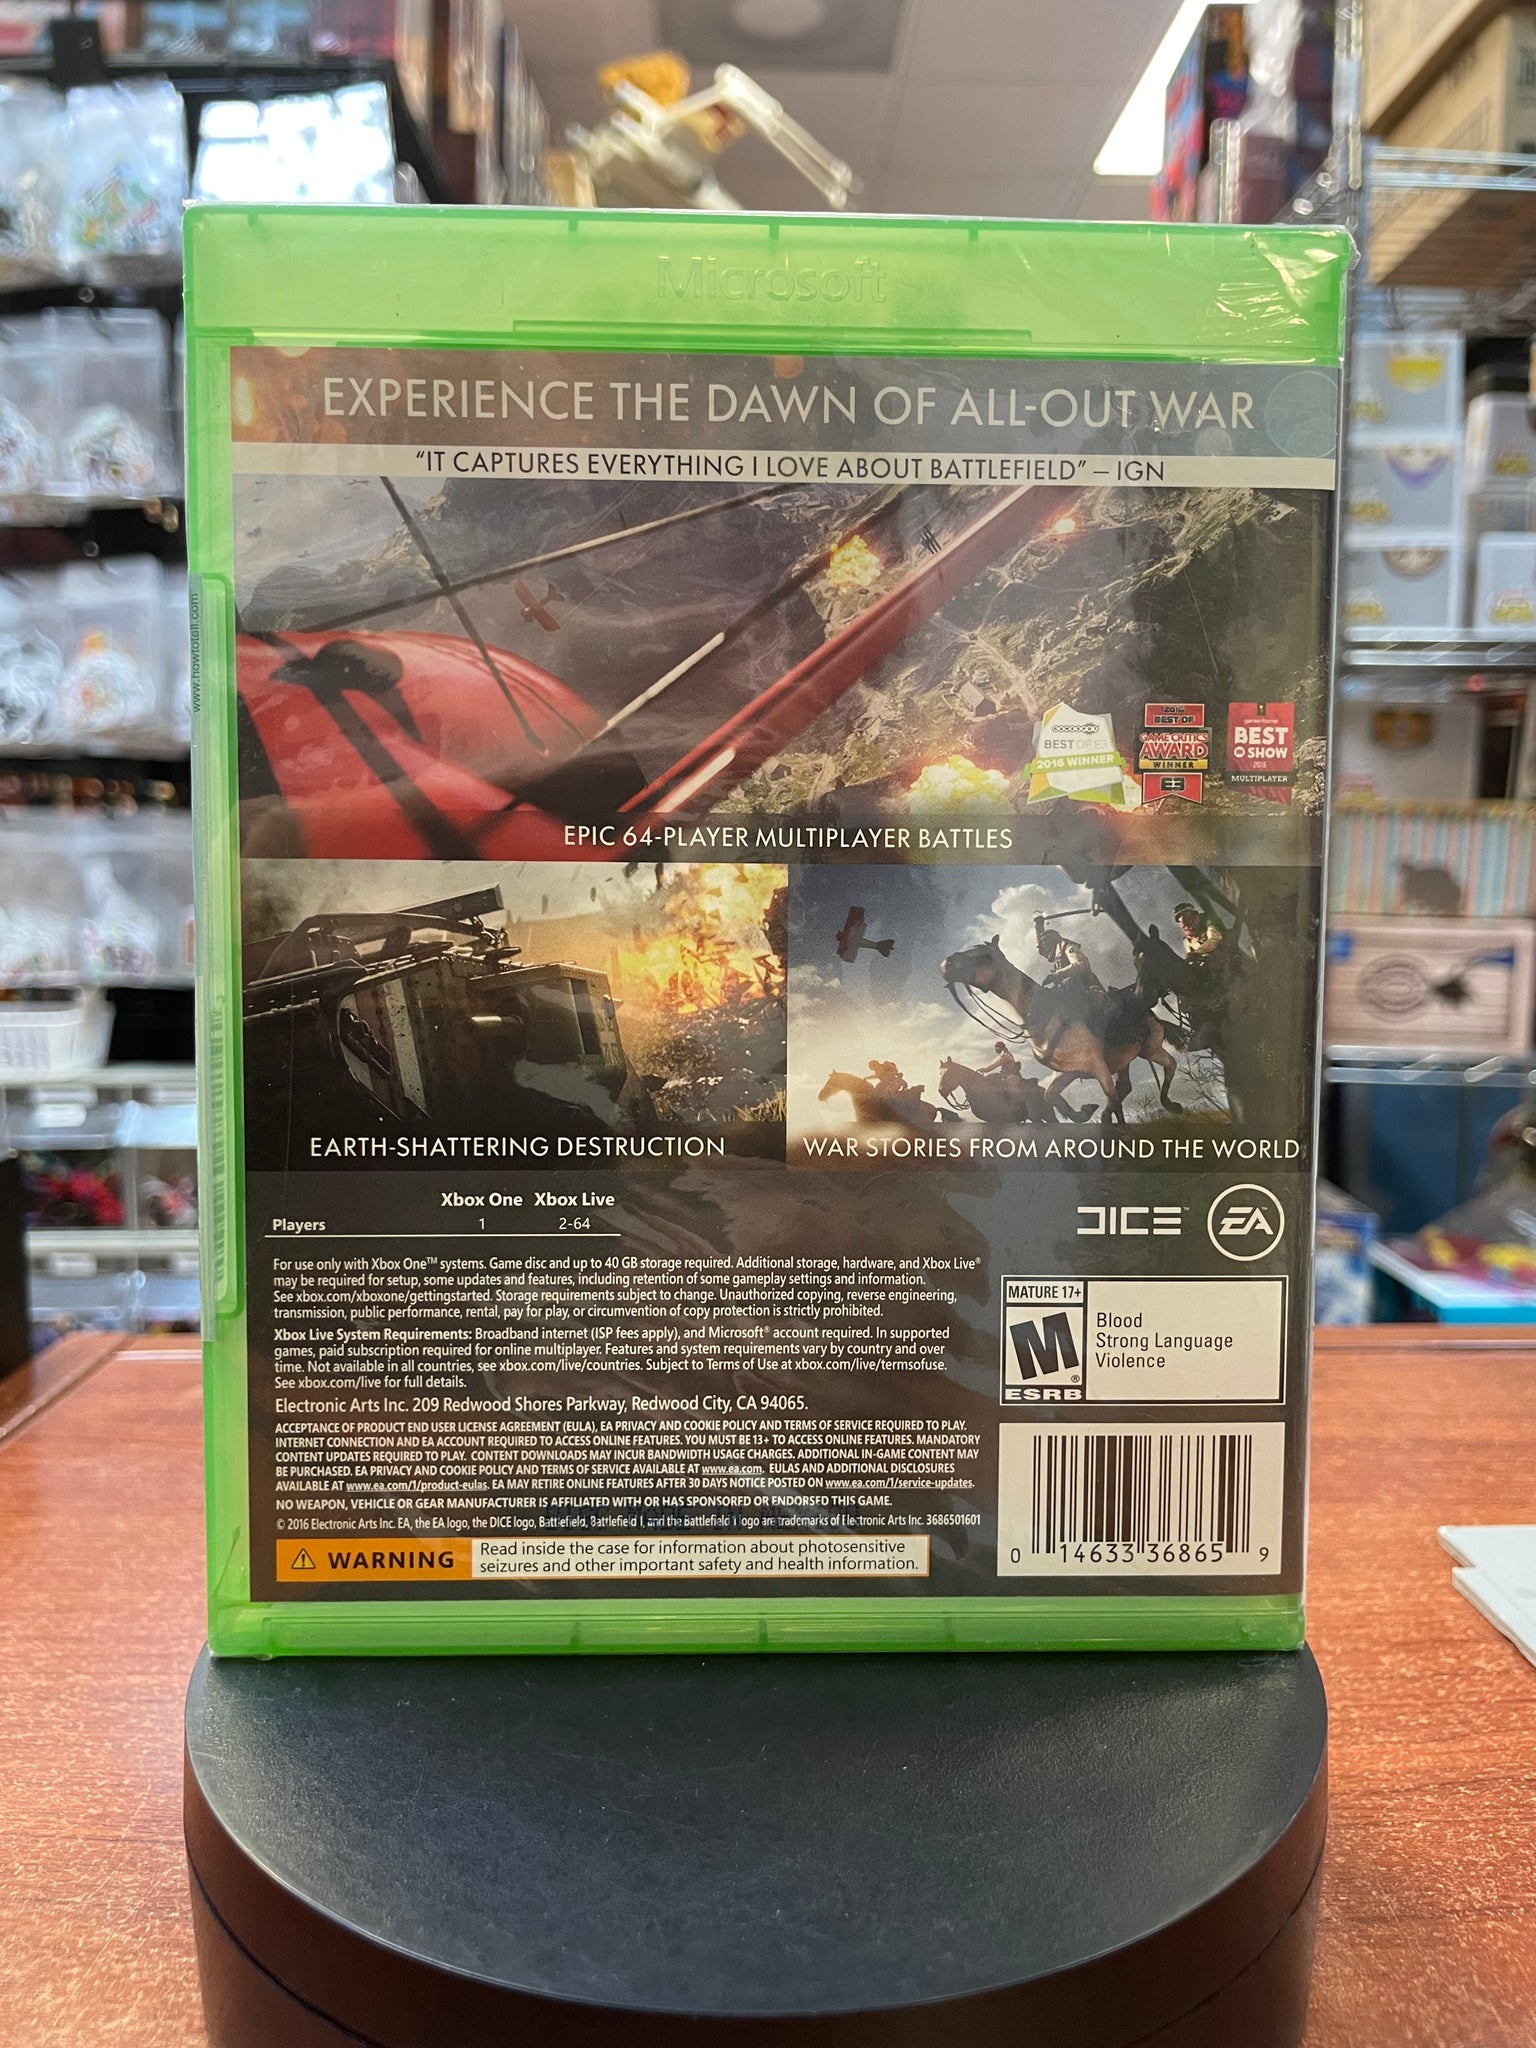 Microsoft
EXPERIENCE THE DAWN OF ALL-OUT WAR
"IT CAPTURES EVERYTHING I LOVE ABOUT BATTLEFIELD" – IGN
www.howtotell.com
BEST OF E3
2016 WINNER
2016
BEST OF
GAME CRITICS
AWARD
WINNER
E3
gameinformer
BEST
OF SHOW
2016
MULTIPLAYER
EPIC 64-PLAYER MULTIPLAYER BATTLES
EARTH-SHATTERING DESTRUCTION
WAR STORIES FROM AROUND THE WORLD
Xbox One Xbox Live
Players 1 2-64
DICE™ EA
For use only with Xbox One™ systems. Game disc and up to 40 GB storage required. Additional storage, hardware, and Xbox Live®
may be required for setup, some updates and features, including retention of some gameplay settings and information.
See xbox.com/xboxone/gettingstarted. Storage requirements subject to change. Unauthorized copying, reverse engineering,
transmission, public performance, rental, pay for play, or circumvention of copy protection is strictly prohibited.
Xbox Live System Requirements: Broadband internet (ISP fees apply), and Microsoft® account required. In supported
games, paid subscription required for online multiplayer. Features and system requirements vary by country and over
time. Not available in all countries, see xbox.com/live/countries. Subject to Terms of Use at xbox.com/live/termsofuse.
See xbox.com/live for full details.
Electronic Arts Inc. 209 Redwood Shores Parkway, Redwood City, CA 94065.
ACCEPTANCE OF PRODUCT END USER LICENSE AGREEMENT (EULA), EA PRIVACY AND COOKIE POLICY AND TERMS OF SERVICE REQUIRED TO PLAY.
INTERNET CONNECTION AND EA ACCOUNT REQUIRED TO ACCESS ONLINE FEATURES. YOU MUST BE 13+ TO ACCESS ONLINE FEATURES. MANDATORY
CONTENT UPDATES REQUIRED TO PLAY. CONTENT DOWNLOADS MAY INCUR BANDWIDTH USAGE CHARGES. ADDITIONAL IN-GAME CONTENT MAY
BE PURCHASED. EA PRIVACY AND COOKIE POLICY AND TERMS OF SERVICE AVAILABLE AT www.ea.com. EULAS AND ADDITIONAL DISCLOSURES
AVAILABLE AT www.ea.com/1/product-eulas. EA MAY RETIRE ONLINE FEATURES AFTER 30 DAYS NOTICE POSTED ON www.ea.com/1/service-updates.
NO WEAPON, VEHICLE OR GEAR MANUFACTURER IS AFFILIATED WITH OR HAS SPONSORED OR ENDORSED THIS GAME.
© 2016 Electronic Arts Inc. EA, the EA logo, the DICE logo, Battlefield, Battlefield 1, and the Battlefield 1 logo are trademarks of Electronic Arts Inc. 3686501601
WARNING
Read inside the case for information about photosensitive
seizures and other important safety and health information.
MATURE 17+
M®
ESRB
Blood
Strong Language
Violence
0 14633 36865 9